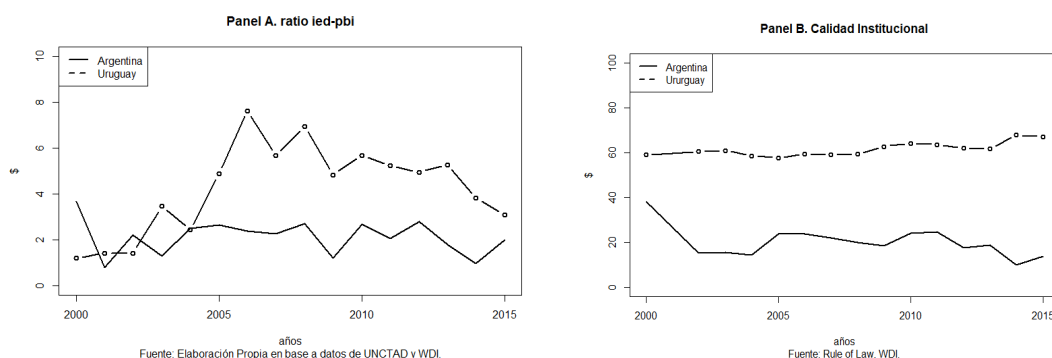 Panel A. ratio ied-pbi
10
8
6
4
2
0
$
Argentina
Uruguay
2000 2005 2010 2015
años
Fuente: Elaboración Propia en base a datos de UNCTAD y WDI.
Panel B. Calidad Institucional
100
80
60
40
20
0
$
Argentina
Ururguay
2000 2005 2010 2015
años
Fuente: Rule of Law. WDI.